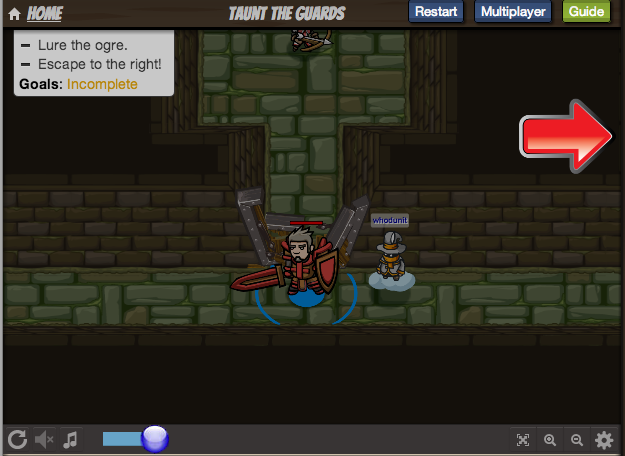 HOME
TAUNT THE GUARDS
Restart
Multiplayer
Guide
– Lure the ogre.
– Escape to the right!
Goals: Incomplete
whodunit